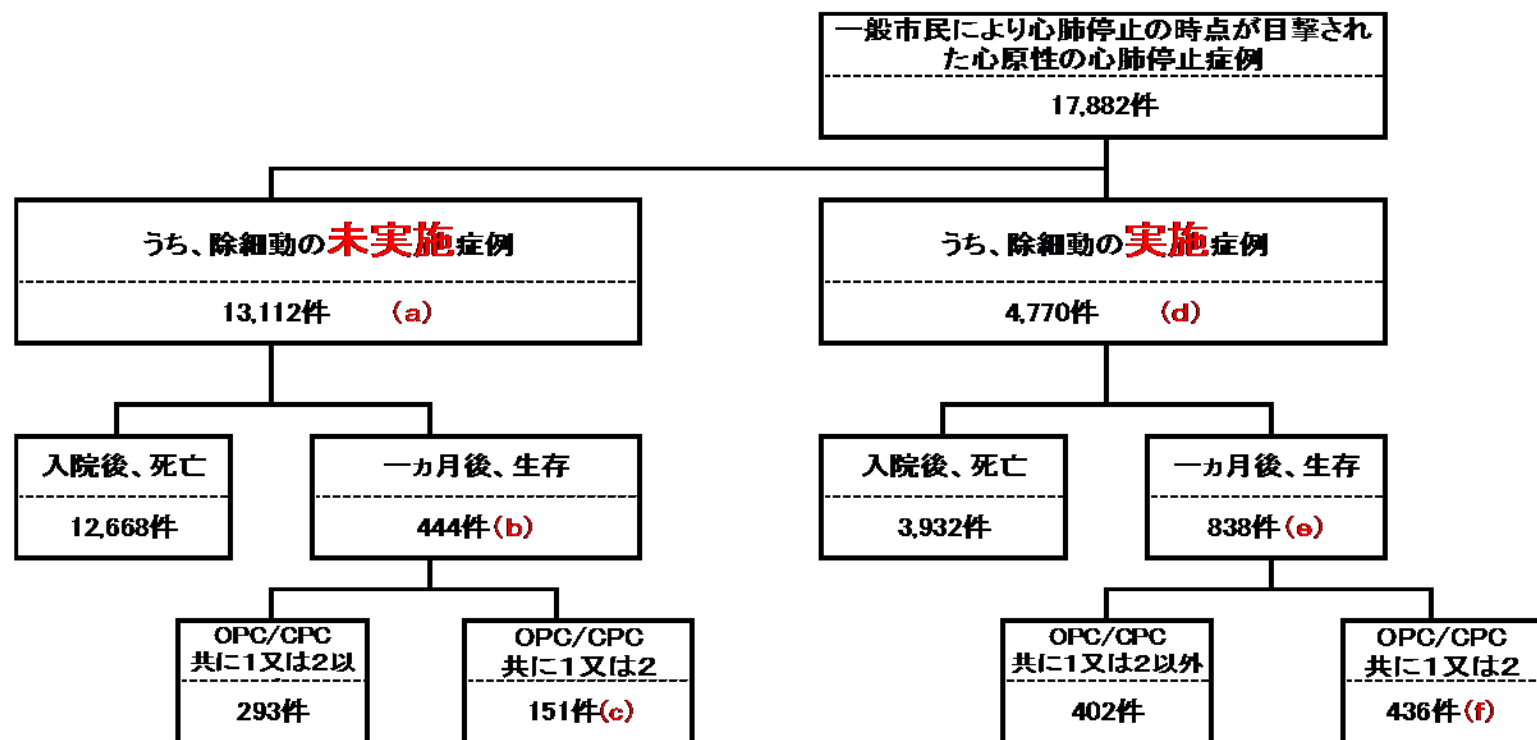 一般市民により心肺停止の時点が目撃され
た心原性の心肺停止症例
17,882件
うち、除細動の未実施症例
13,112件 (a)
うち、除細動の実施症例
4,770件 (d)
入院後、死亡
12,668件
一ヵ月後、生存
444件(b)
入院後、死亡
3,932件
一ヵ月後、生存
838件(e)
OPC/CPC
共に1又は2以
293件
OPC/CPC
共に1又は2
151件(c)
OPC/CPC
共に1又は2以外
402件
OPC/CPC
共に1又は2
436件(f)